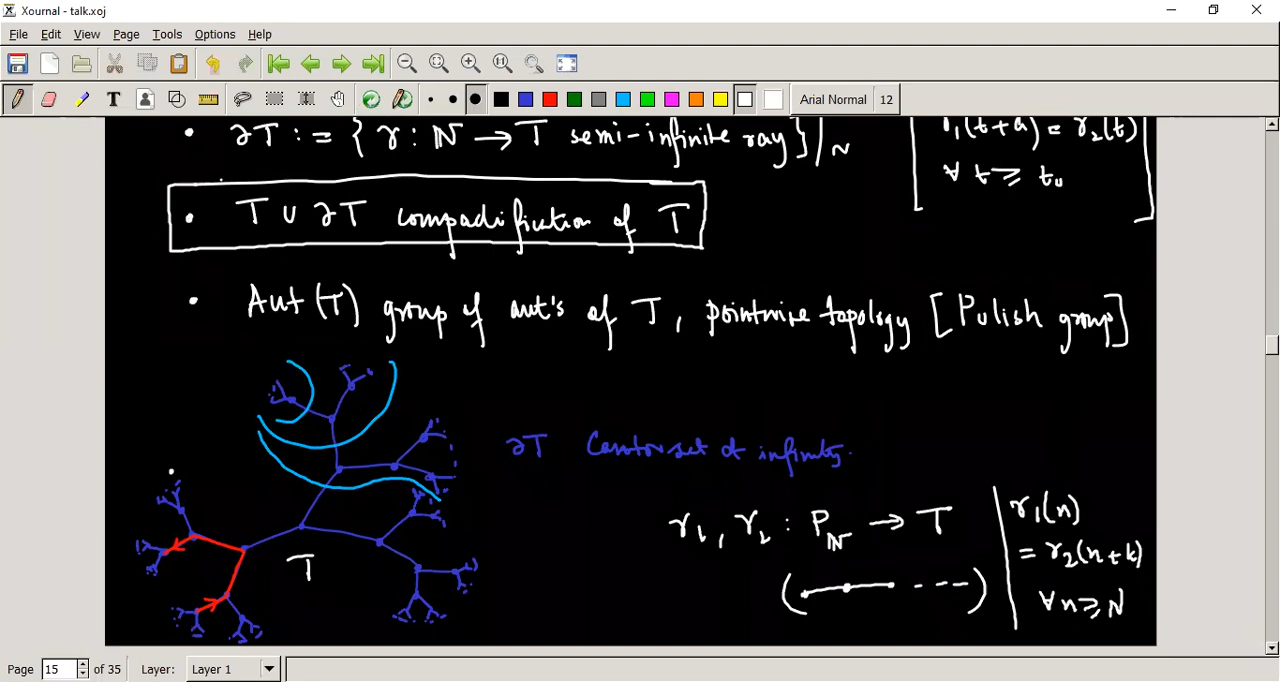 Xournal - talk.xoj
File Edit View Page Tools Options Help
Arial Normal 12
• ∂T := { γ : ℕ → T semi-infinite ray }|~
γ₁(t+a) = γ₂(t)
∀ t ≥ t₀
• T ∪ ∂T compactification of T
• Aut(T) group of aut's of T, pointwise topology [Polish group]
∂T Cantor set at infinity.
T
γ₁, γ₂ : P_ℕ → T
( --- )
γ₁(n)
= γ₂(n+k)
∀ n ≥ N
Page 15 of 35 Layer: Layer 1